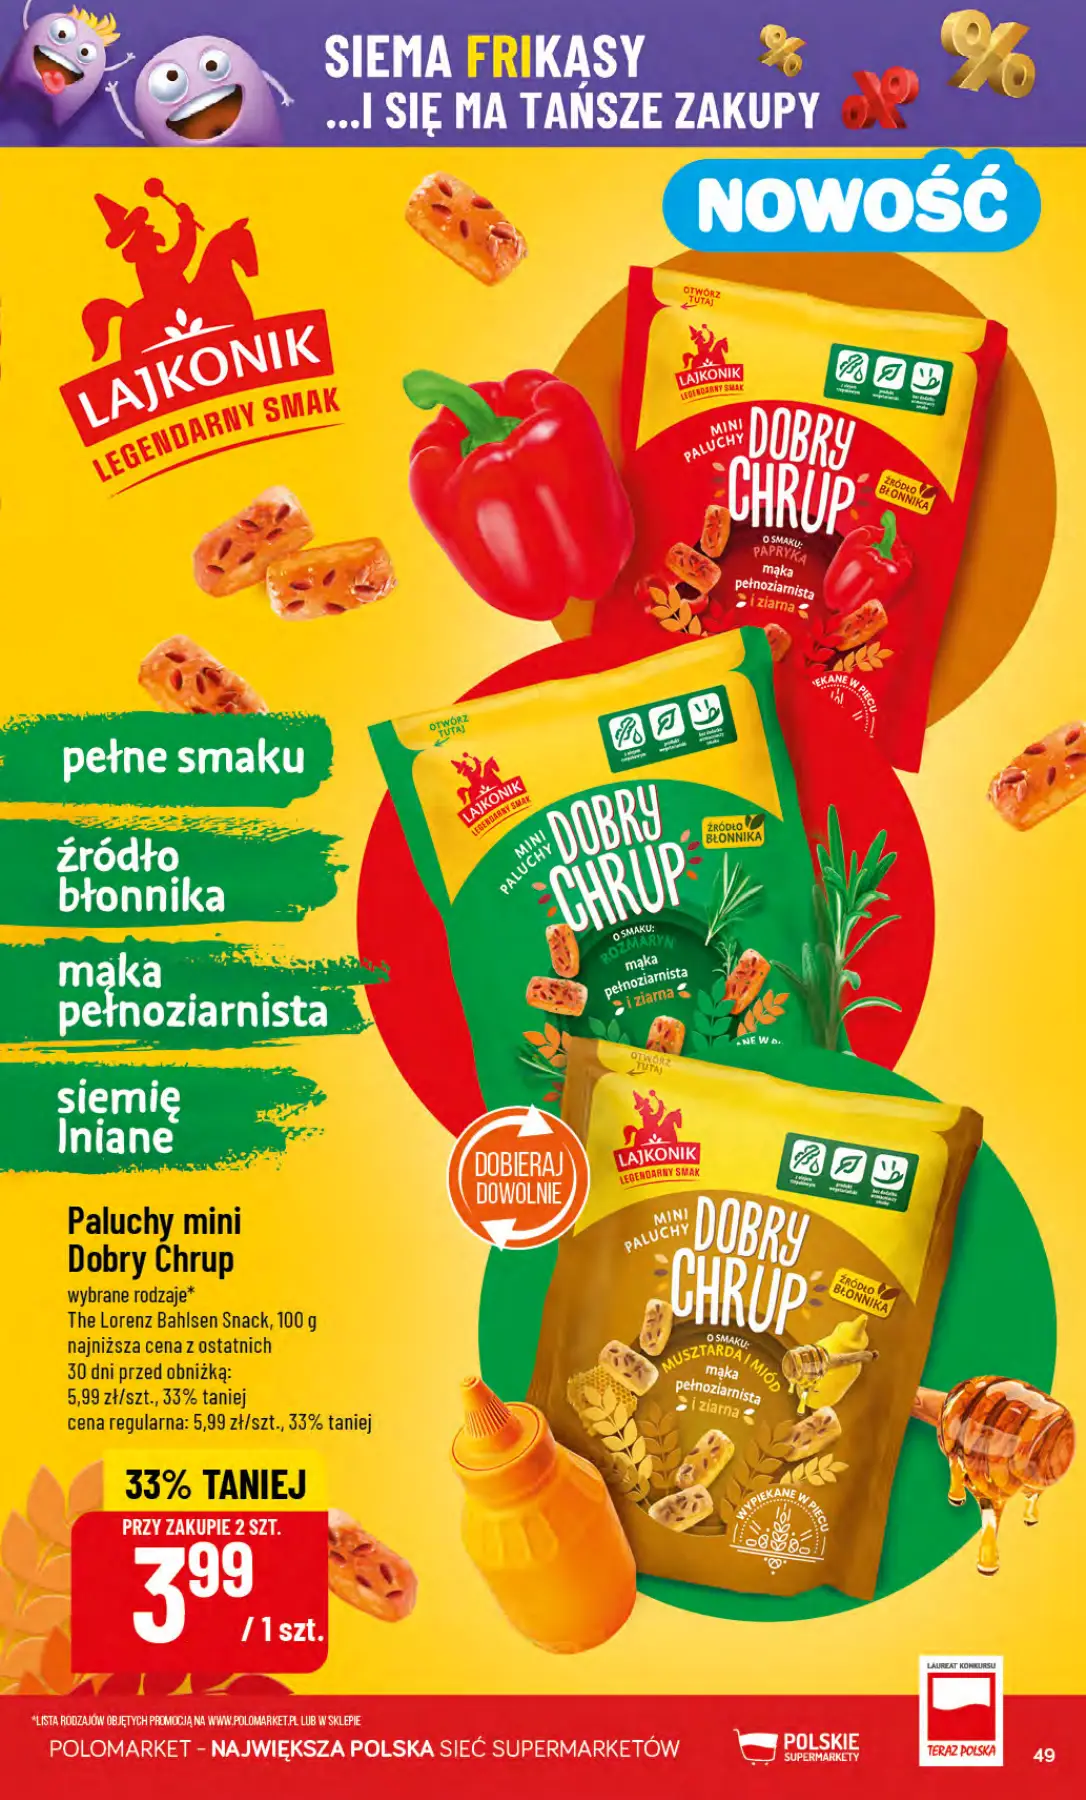 SIEMA FRIKASY
...I SIĘ MA TAŃSZE ZAKUPY
NOWOŚĆ
LAJKONIK
LEGENDARNY SMAK
OTWÓRZ
TUTAJ
LAJKONIK
LEGENDARNY SMAK
MINI
PALUCHY
DOBRY
CHRUP
ŹRÓDŁO
BŁONNIKA
O SMAKU:
PAPRYKA
mąka
pełnoziarnista
i ziarna
EKANE W PIECU
pełne smaku
źródło
błonnika
mąka
pełnoziarnista
siemię
lniane
OTWÓRZ
TUTAJ
LAJKONIK
LEGENDARNY SMAK
MINI
PALUCHY
DOBRY
CHRUP
ŹRÓDŁO
BŁONNIKA
O SMAKU:
ROZMARYN
mąka
pełnoziarnista
i ziarna
OTWÓRZ
TUTAJ
LAJKONIK
LEGENDARNY SMAK
MINI
PALUCHY
DOBRY
CHRUP
ŹRÓDŁO
BŁONNIKA
O SMAKU:
MUSZTARDA I MIÓD
mąka
pełnoziarnista
i ziarna
WYPIEKANE W PIECU
DOBIERAJ
DOWOLNIE
Paluchy mini
Dobry Chrup
wybrane rodzaje*
The Lorenz Bahlsen Snack, 100 g
najniższa cena z ostatnich
30 dni przed obniżką:
5,99 zł/szt., 33% taniej
cena regularna: 5,99 zł/szt., 33% taniej
33% TANIEJ
PRZY ZAKUPIE 2 SZT.
3 99
/ 1 szt.
*LISTA RODZAJÓW OBJĘTYCH PROMOCJĄ NA WWW.POLOMARKET.PL LUB W SKLEPIE
POLOMARKET - NAJWIĘKSZA POLSKA SIEĆ SUPERMARKETÓW
POLSKIE
SUPERMARKETY
LAUREAT KONKURSU
TERAZ POLSKA
49